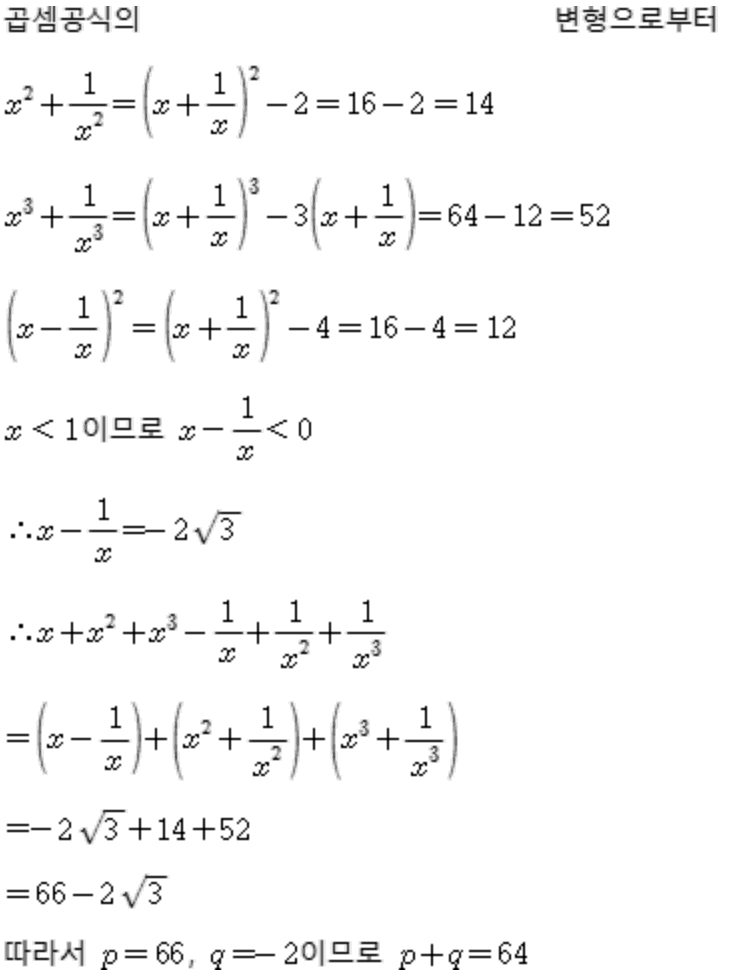 곱셈공식의 변형으로부터
x² + 1/x² = (x + 1/x)² − 2 = 16 − 2 = 14
x³ + 1/x³ = (x + 1/x)³ − 3(x + 1/x) = 64 − 12 = 52
(x − 1/x)² = (x + 1/x)² − 4 = 16 − 4 = 12
x < 1이므로 x − 1/x < 0
∴ x − 1/x = −2√3
∴ x + x² + x³ − 1/x + 1/x² + 1/x³
= (x − 1/x) + (x² + 1/x²) + (x³ + 1/x³)
= −2√3 + 14 + 52
= 66 − 2√3
따라서 p = 66, q = −2이므로 p + q = 64